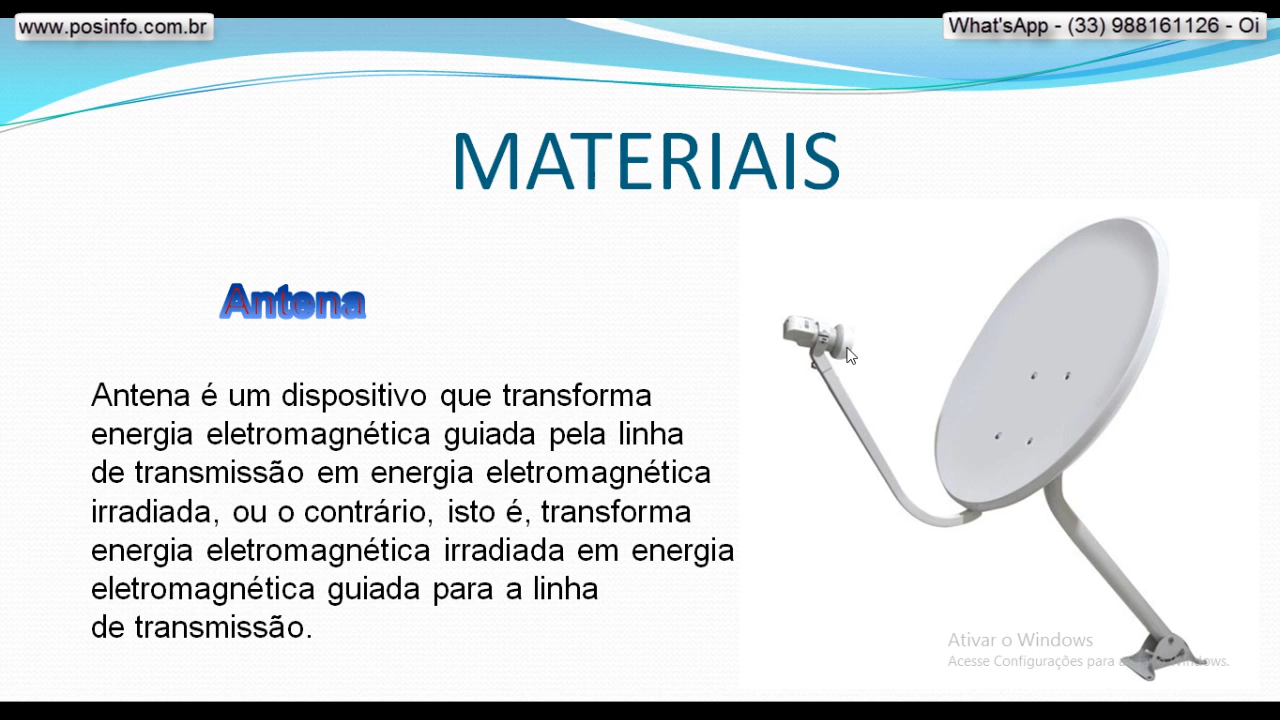 www.posinfo.com.br
What'sApp - (33) 988161126 - Oi
MATERIAIS
Antena
Antena é um dispositivo que transforma
energia eletromagnética guiada pela linha
de transmissão em energia eletromagnética
irradiada, ou o contrário, isto é, transforma
energia eletromagnética irradiada em energia
eletromagnética guiada para a linha
de transmissão.
Ativar o Windows
Acesse Configurações para Windows.